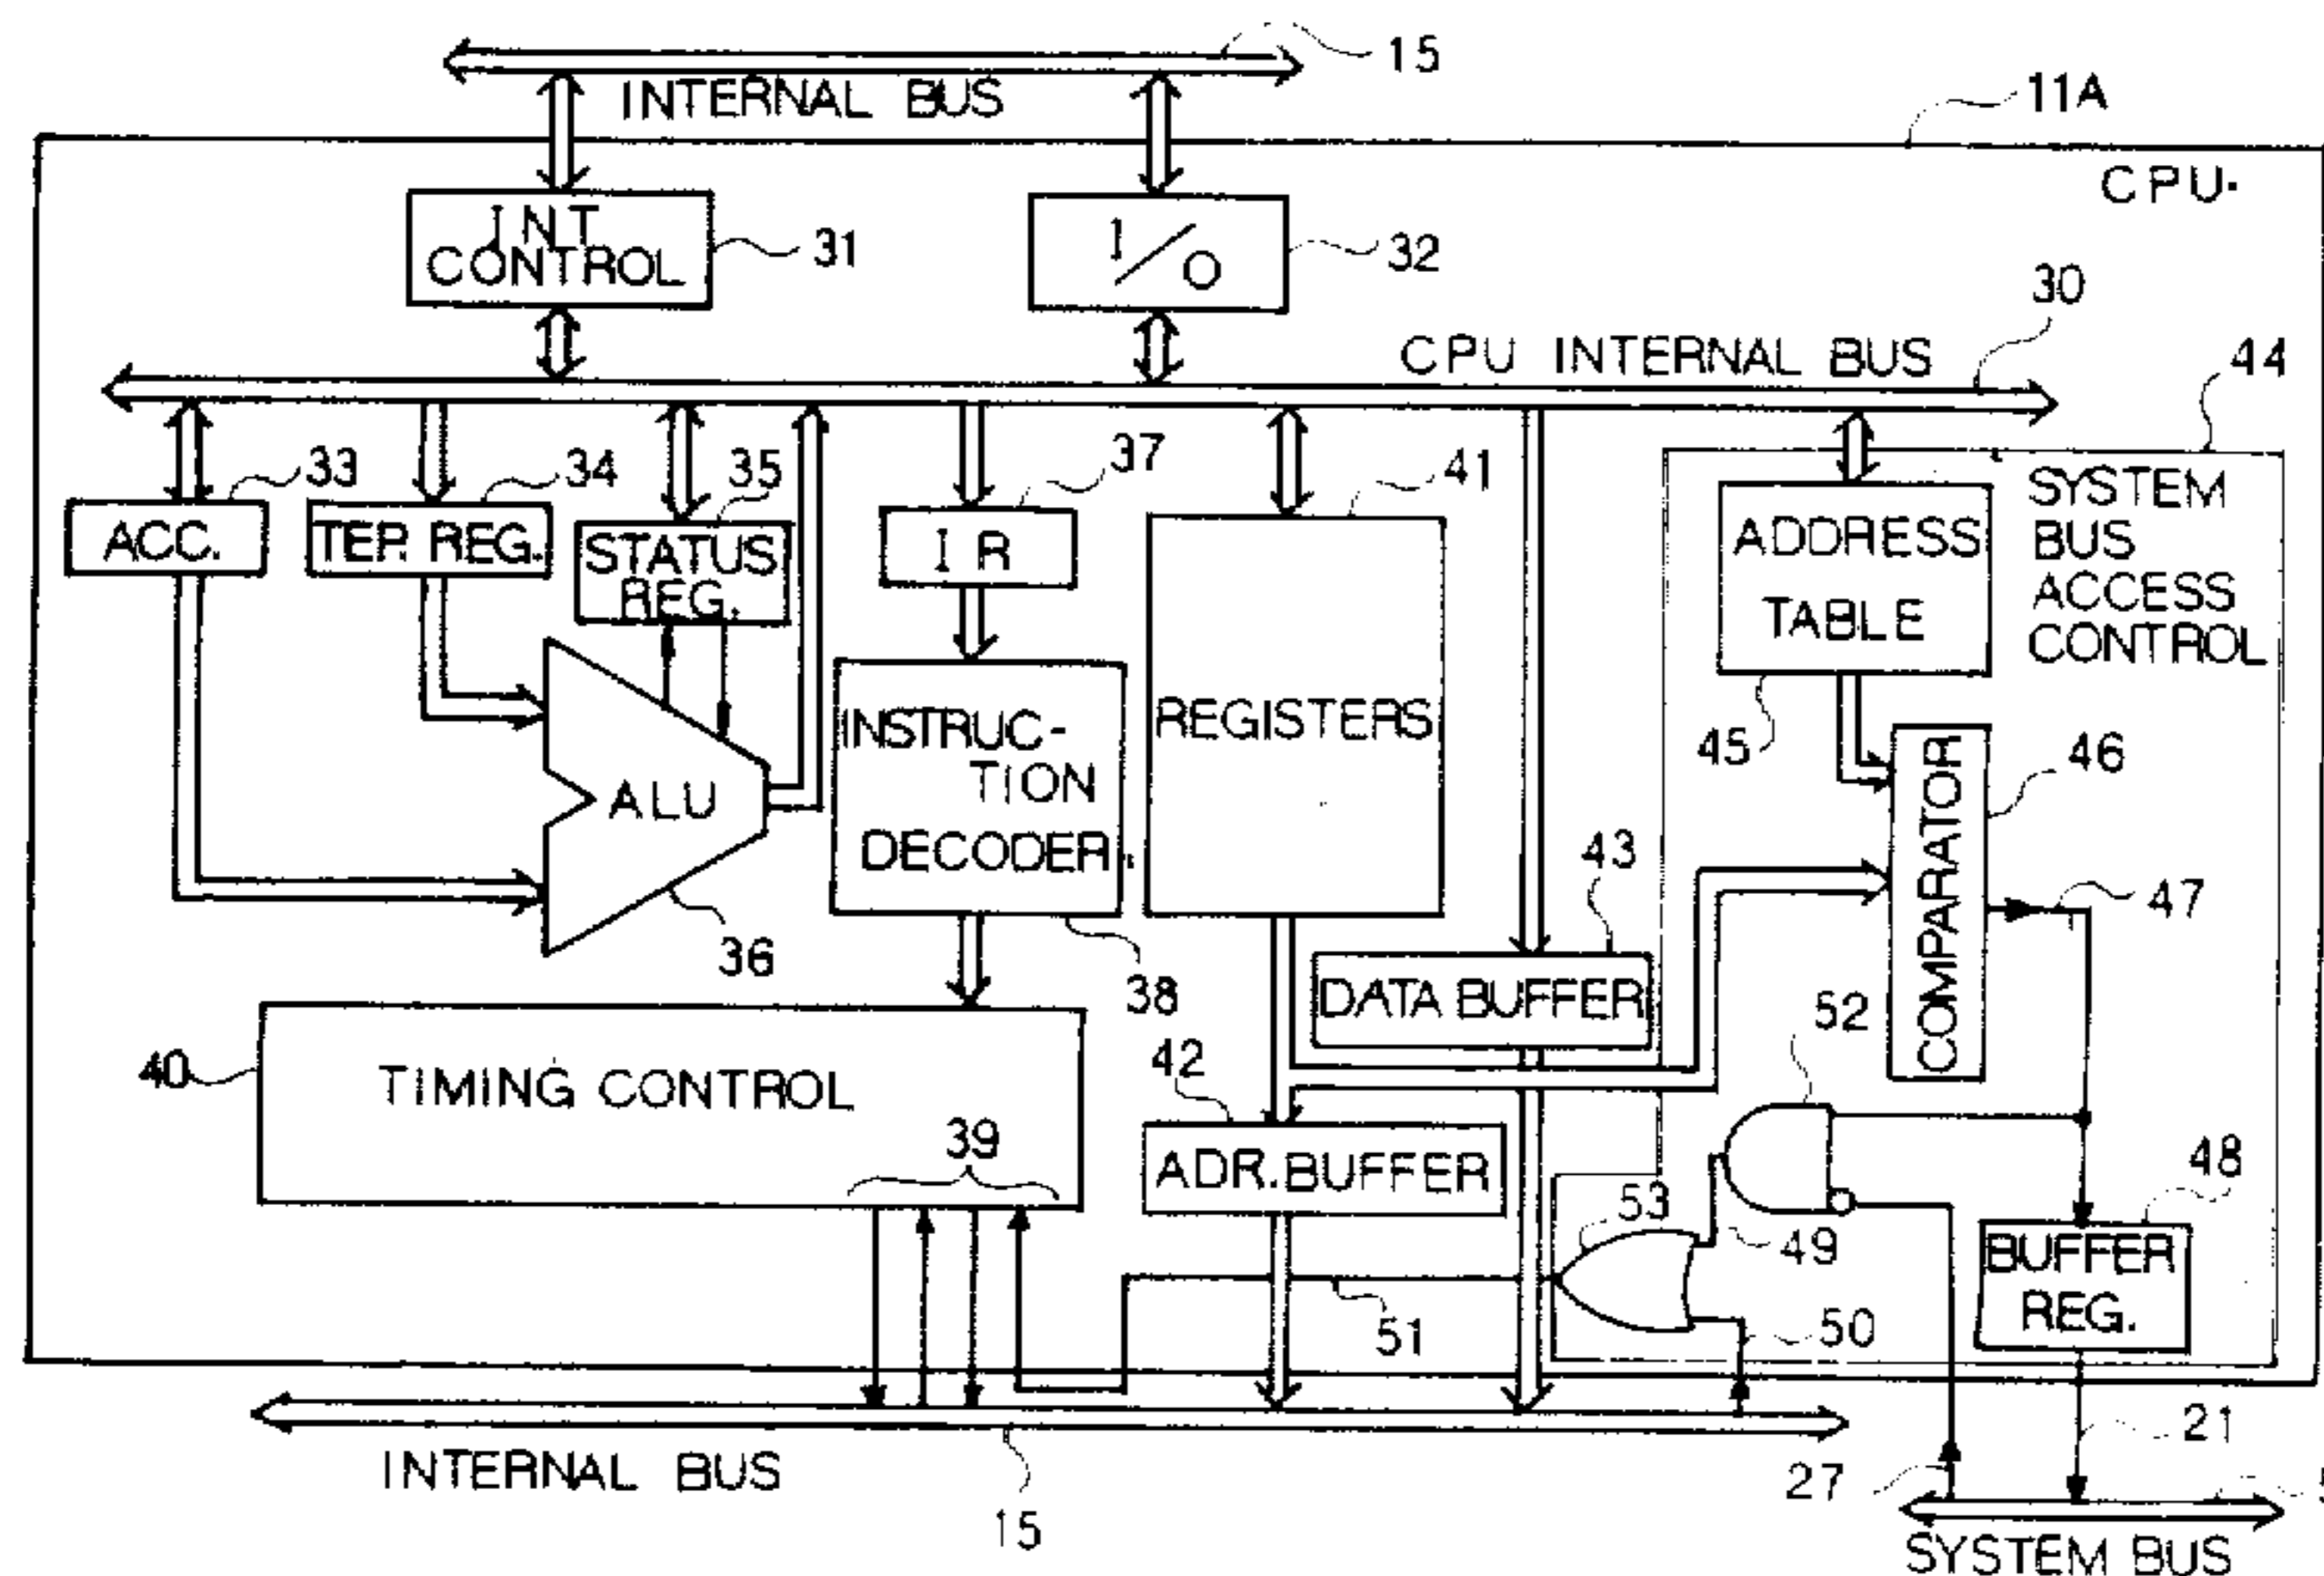 15
INTERNAL BUS
11A
CPU.
INT
CONTROL
31
I/O
32
30
CPU INTERNAL BUS
44
33
34
35
37
41
ACC.
TEP. REG.
STATUS
REG.
IR
ADDRESS
TABLE
SYSTEM
BUS
ACCESS
CONTROL
45
46
ALU
36
INSTRUC-
TION
DECODER.
38
REGISTERS
43
DATA BUFFER
COMPARATOR
47
52
40
TIMING CONTROL
39
42
ADR. BUFFER
53
49
48
BUFFER
REG.
51
50
INTERNAL BUS
15
27
21
SYSTEM BUS